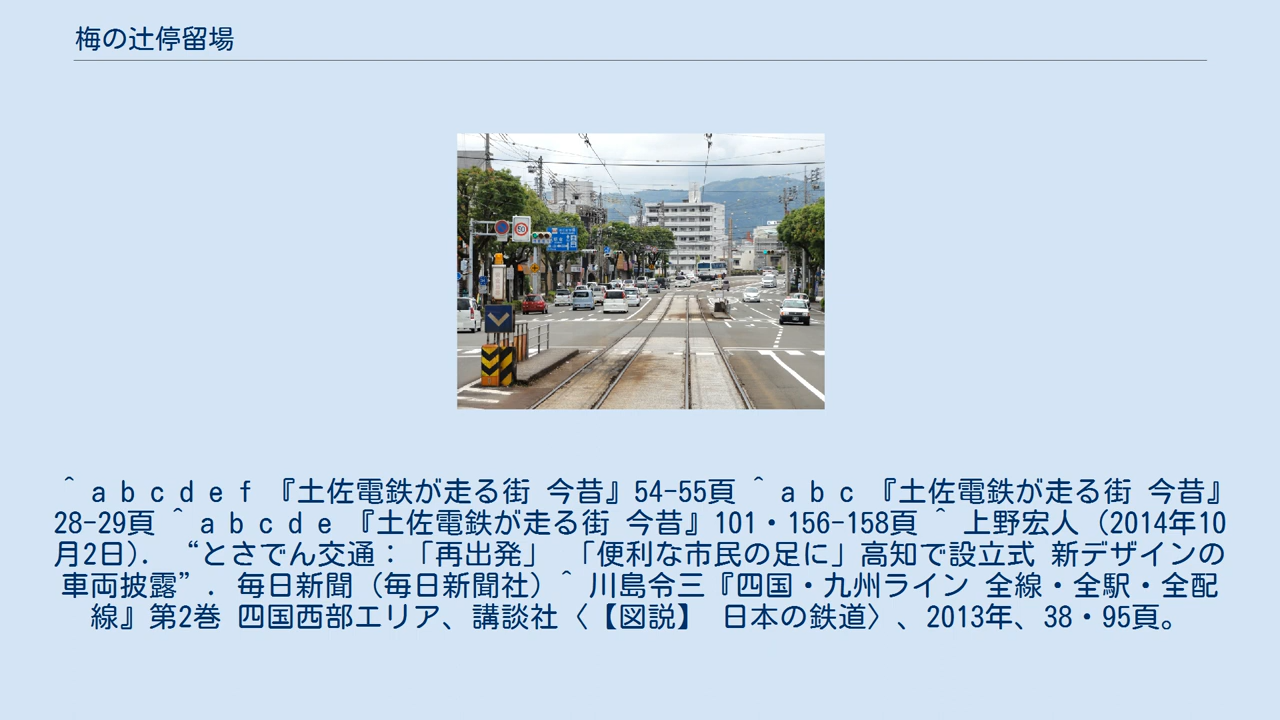 梅の辻停留場
50
^ a b c d e f 『土佐電鉄が走る街 今昔』54-55頁 ^ a b c 『土佐電鉄が走る街 今昔』
28-29頁 ^ a b c d e 『土佐電鉄が走る街 今昔』101・156-158頁 ^ 上野宏人（2014年10
月2日）. “とさでん交通：「再出発」 「便利な市民の足に」高知で設立式 新デザインの
車両披露”. 毎日新聞（毎日新聞社）^ 川島令三『四国・九州ライン 全線・全駅・全配
線』第2巻 四国西部エリア、講談社〈【図説】 日本の鉄道〉、2013年、38・95頁。